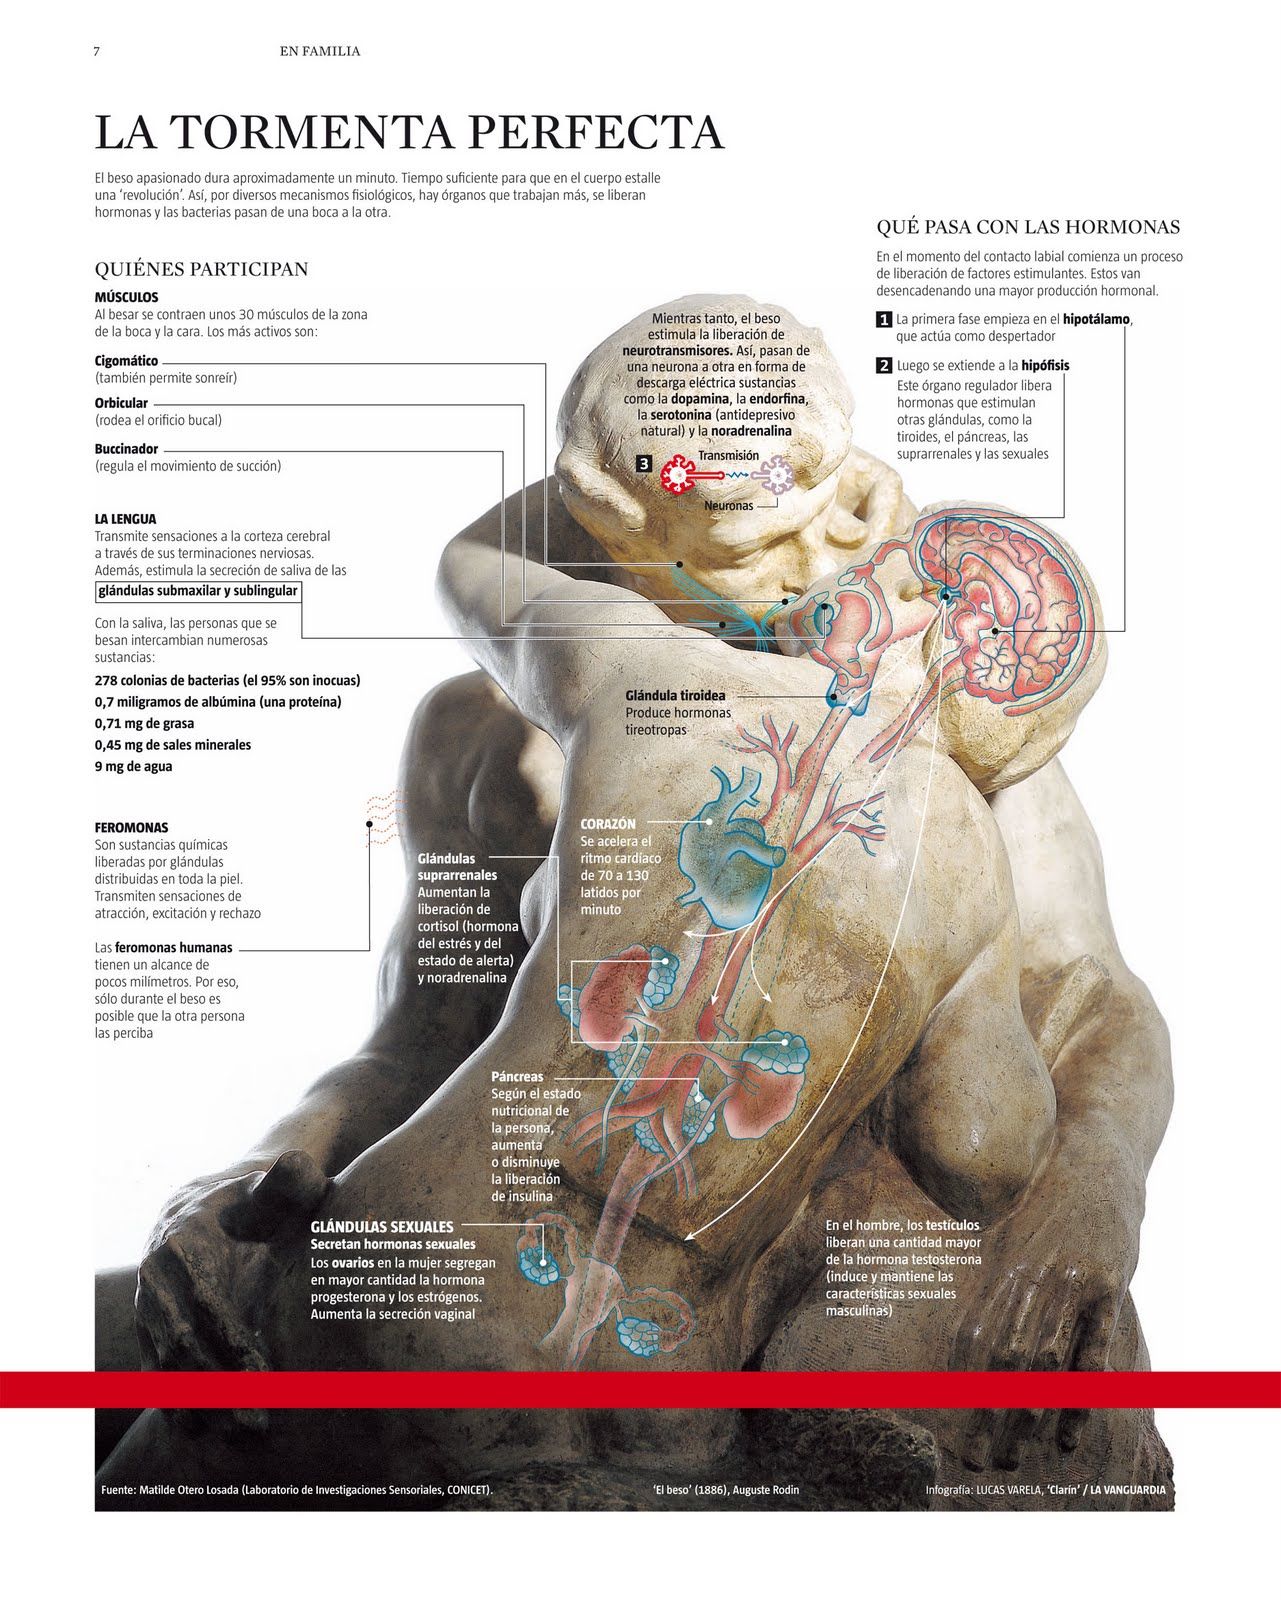 7
EN FAMILIA
LA TORMENTA PERFECTA
El beso apasionado dura aproximadamente un minuto. Tiempo suficiente para que en el cuerpo estalle
una ‘revolución’. Así, por diversos mecanismos fisiológicos, hay órganos que trabajan más, se liberan
hormonas y las bacterias pasan de una boca a la otra.
QUIÉNES PARTICIPAN
MÚSCULOS
Al besar se contraen unos 30 músculos de la zona
de la boca y la cara. Los más activos son:
Cigomático
(también permite sonreír)
Orbicular
(rodea el orificio bucal)
Buccinador
(regula el movimiento de succión)
LA LENGUA
Transmite sensaciones a la corteza cerebral
a través de sus terminaciones nerviosas.
Además, estimula la secreción de saliva de las
glándulas submaxilar y sublingular
Con la saliva, las personas que se
besan intercambian numerosas
sustancias:
278 colonias de bacterias (el 95% son inocuas)
0,7 miligramos de albúmina (una proteína)
0,71 mg de grasa
0,45 mg de sales minerales
9 mg de agua
FEROMONAS
Son sustancias químicas
liberadas por glándulas
distribuidas en toda la piel.
Transmiten sensaciones de
atracción, excitación y rechazo
Las feromonas humanas
tienen un alcance de
pocos milímetros. Por eso,
sólo durante el beso es
posible que la otra persona
las perciba
QUÉ PASA CON LAS HORMONAS
En el momento del contacto labial comienza un proceso
de liberación de factores estimulantes. Estos van
desencadenando una mayor producción hormonal.
1 La primera fase empieza en el hipotálamo,
que actúa como despertador
2 Luego se extiende a la hipófisis
Este órgano regulador libera
hormonas que estimulan
otras glándulas, como la
tiroides, el páncreas, las
suprarrenales y las sexuales
Mientras tanto, el beso
estimula la liberación de
neurotransmisores. Así, pasan de
una neurona a otra en forma de
descarga eléctrica sustancias
como la dopamina, la endorfina,
la serotonina (antidepresivo
natural) y la noradrenalina
3
Transmisión
Neuronas
Glándula tiroidea
Produce hormonas
tireotropas
CORAZÓN
Se acelera el
ritmo cardíaco
de 70 a 130
latidos por
minuto
Glándulas
suprarrenales
Aumentan la
liberación de
cortisol (hormona
del estrés y del
estado de alerta)
y noradrenalina
Páncreas
Según el estado
nutricional de
la persona,
aumenta
o disminuye
la liberación
de insulina
GLÁNDULAS SEXUALES
Secretan hormonas sexuales
Los ovarios en la mujer segregan
en mayor cantidad la hormona
progesterona y los estrógenos.
Aumenta la secreción vaginal
En el hombre, los testículos
liberan una cantidad mayor
de la hormona testosterona
(induce y mantiene las
características sexuales
masculinas)
Fuente: Matilde Otero Losada (Laboratorio de Investigaciones Sensoriales, CONICET).
‘El beso’ (1886), Auguste Rodin
Infografía: LUCAS VARELA, ‘Clarín’ / LA VANGUARDIA